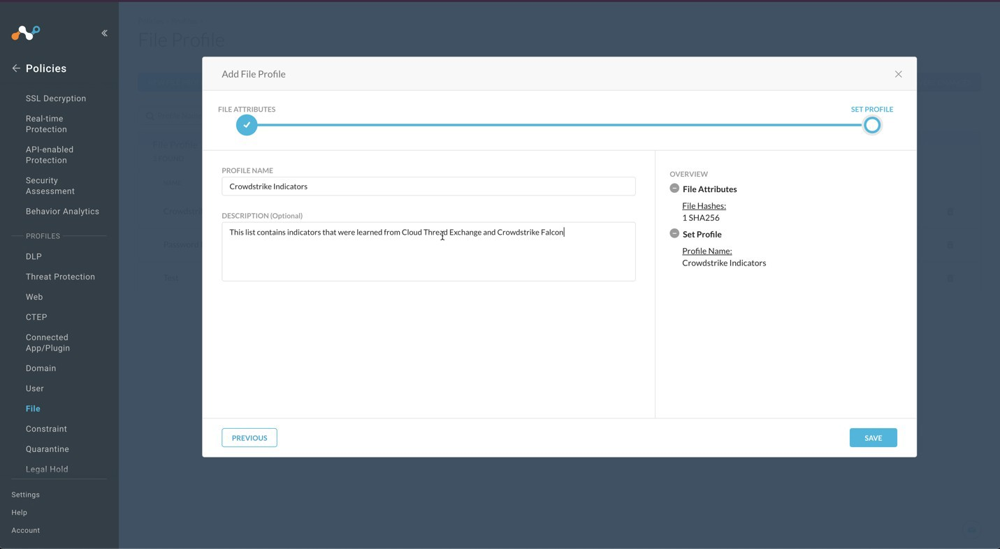 Policies
SSL Decryption
Real-time
Protection
API-enabled
Protection
Security
Assessment
Behavior Analytics
PROFILES
DLP
Threat Protection
Web
CTEP
Connected
App/Plugin
Domain
User
File
Constraint
Quarantine
Legal Hold
Settings
Help
Account
File Profile
Add File Profile
FILE ATTRIBUTES
SET PROFILE
PROFILE NAME
Crowdstrike Indicators
DESCRIPTION (Optional)
This list contains indicators that were learned from Cloud Thread Exchange and Crowdstrike Falcon
OVERVIEW
File Attributes
File Hashes:
1 SHA256
Set Profile
Profile Name:
Crowdstrike Indicators
PREVIOUS
SAVE